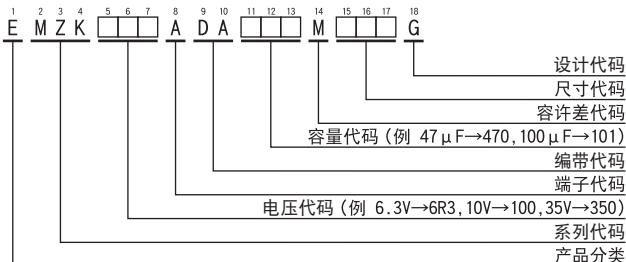 1 2 3 4 5 6 7 8 9 10 11 12 13 14 15 16 17 18
E M Z K □□□ A D A □□□ M □□□ G
设计代码
尺寸代码
容许差代码
容量代码（例 47μF→470,100μF→101）
编带代码
端子代码
电压代码（例 6.3V→6R3,10V→100,35V→350）
系列代码
产品分类